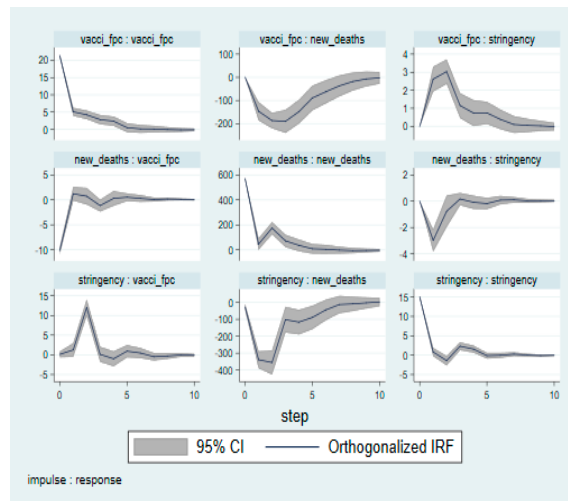 vacci_fpc : vacci_fpc
vacci_fpc : new_deaths
vacci_fpc : stringency
20
15
10
5
0
100
0
-100
-200
4
3
2
1
0
new_deaths : vacci_fpc
new_deaths : new_deaths
new_deaths : stringency
5
0
-5
-10
600
400
200
0
2
0
-2
-4
stringency : vacci_fpc
stringency : new_deaths
stringency : stringency
15
10
5
0
-5
0
-100
-200
-300
-400
15
10
5
0
-5
0 5 10
0 5 10
0 5 10
step
95% CI
Orthogonalized IRF
impulse : response